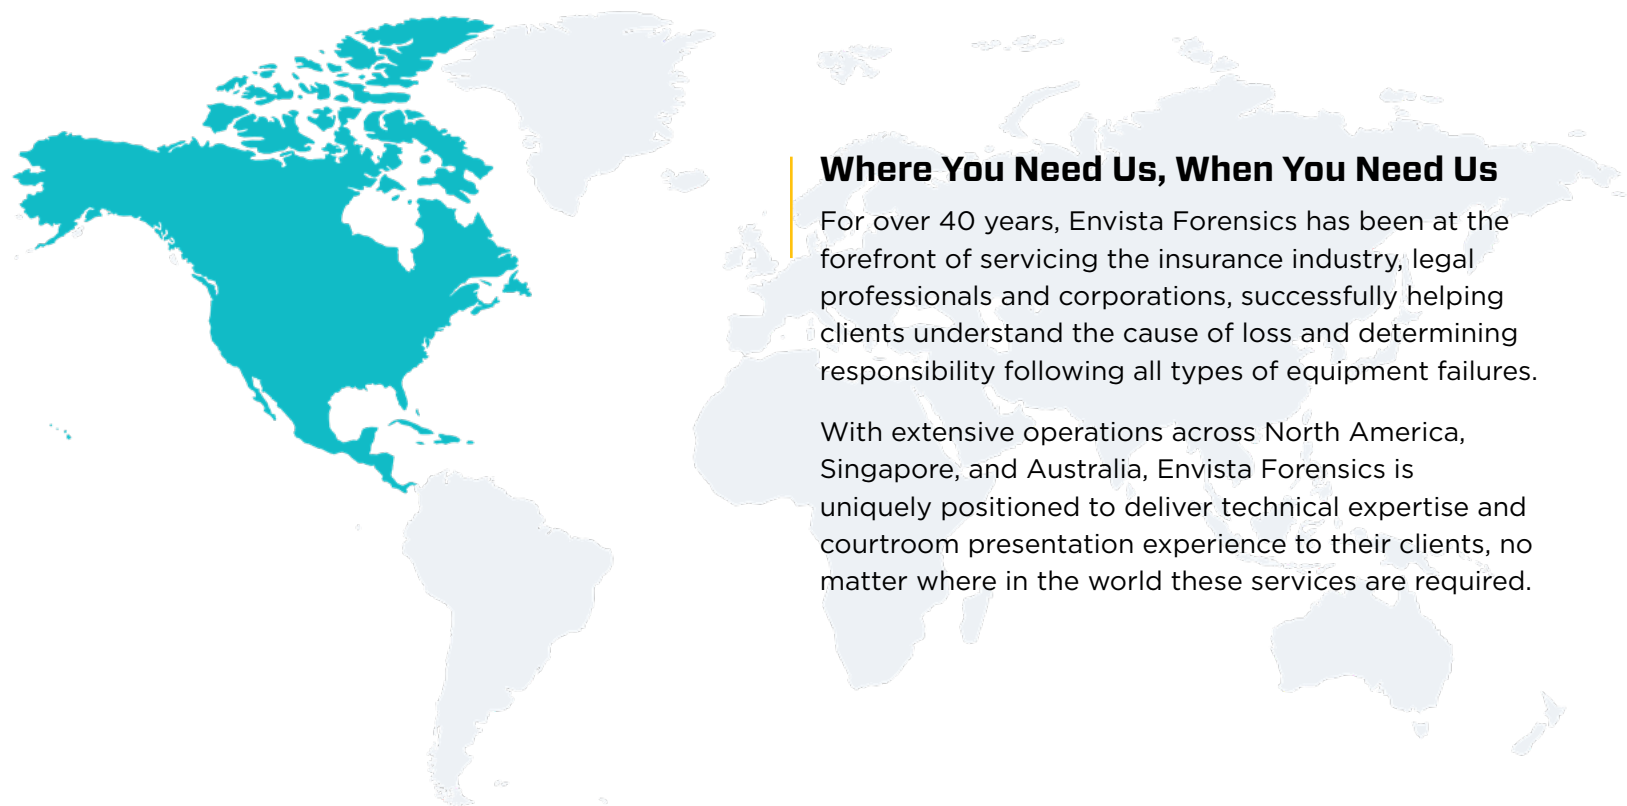 Where You Need Us, When You Need Us
For over 40 years, Envista Forensics has been at the
forefront of servicing the insurance industry, legal
professionals and corporations, successfully helping
clients understand the cause of loss and determining
responsibility following all types of equipment failures.
With extensive operations across North America,
Singapore, and Australia, Envista Forensics is
uniquely positioned to deliver technical expertise and
courtroom presentation experience to their clients, no
matter where in the world these services are required.